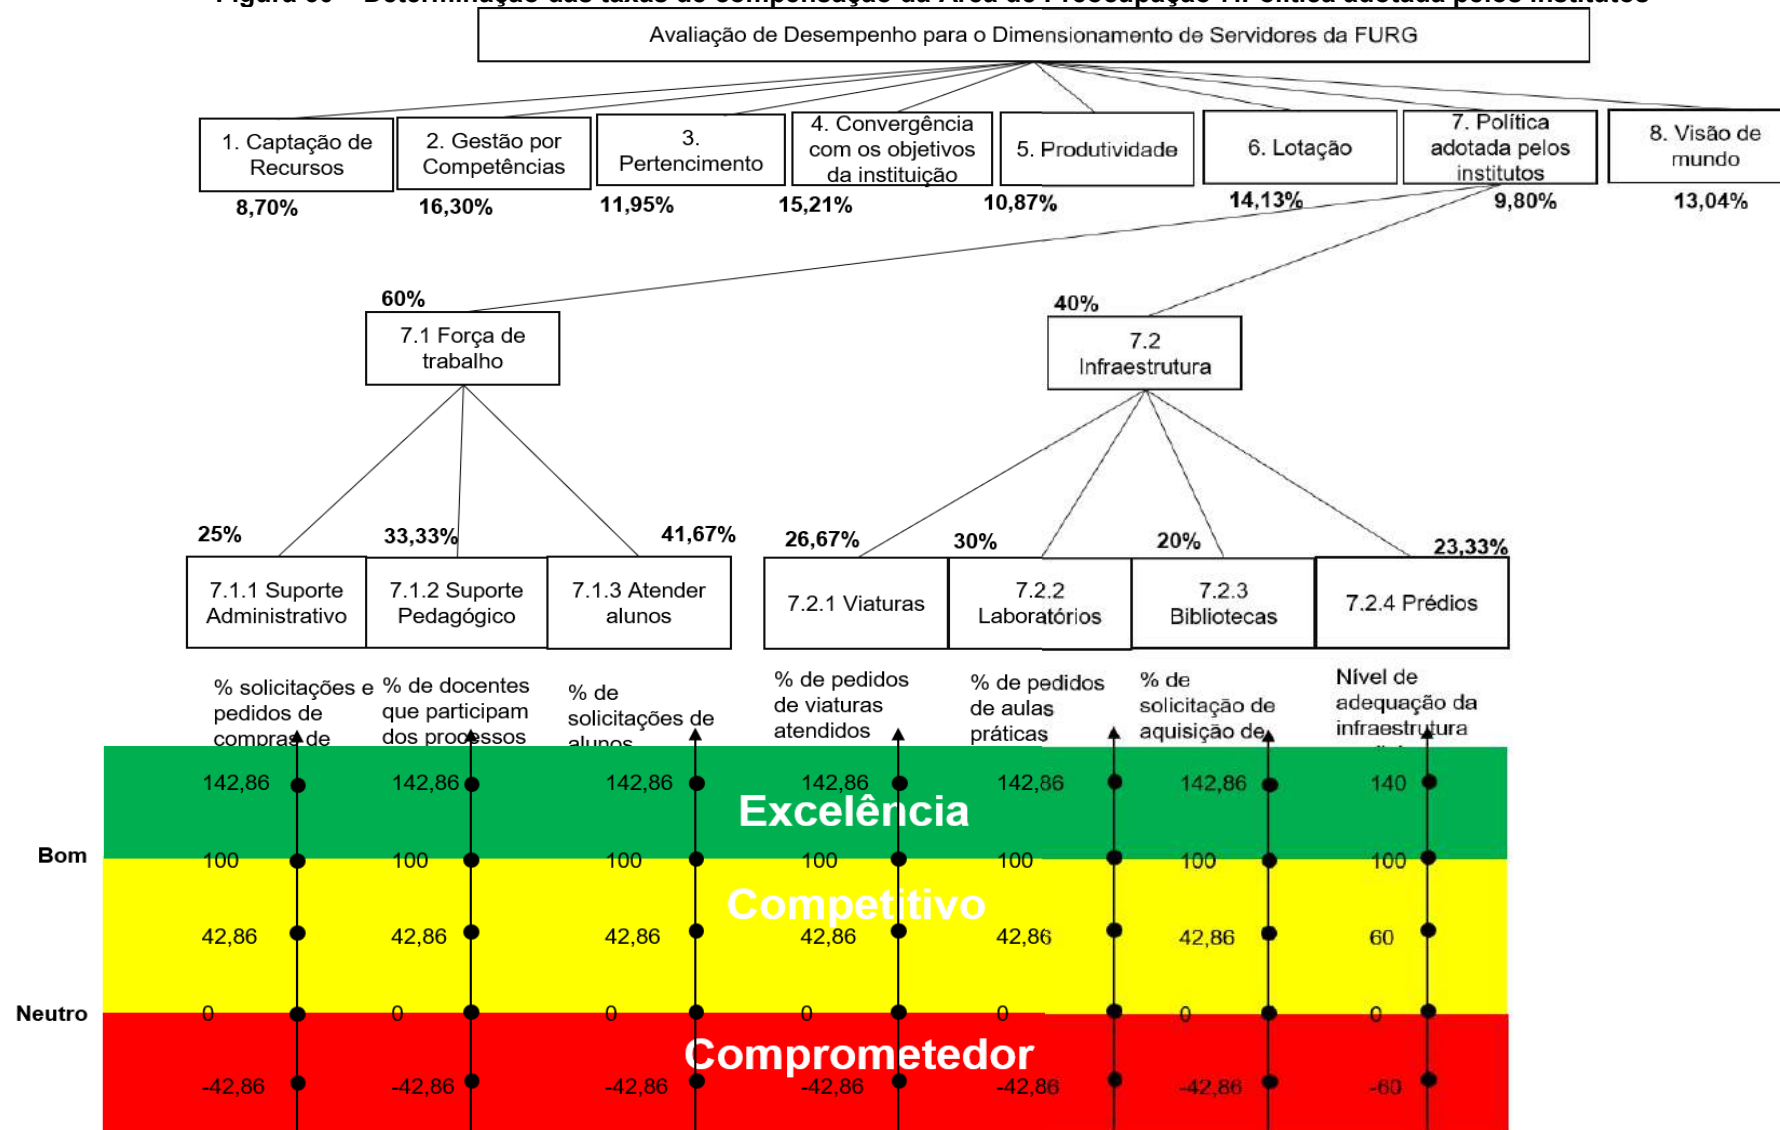 Avaliação de Desempenho para o Dimensionamento de Servidores da FURG
1. Captação de
Recursos
2. Gestão por
Competências
3.
Pertencimento
4. Convergência
com os objetivos
da instituição
5. Produtividade
6. Lotação
7. Política
adotada pelos
institutos
8. Visão de
mundo
8,70%
16,30%
11,95%
15,21%
10,87%
14,13%
9,80%
13,04%
60%
40%
7.1 Força de
trabalho
7.2
Infraestrutura
25%
33,33%
41,67%
26,67%
30%
20%
23,33%
7.1.1 Suporte
Administrativo
7.1.2 Suporte
Pedagógico
7.1.3 Atender
alunos
7.2.1 Viaturas
7.2.2
Laboratórios
7.2.3
Bibliotecas
7.2.4 Prédios
% solicitações e
pedidos de
compras de
% de docentes
que participam
dos processos
% de
solicitações de
alunos
% de pedidos
de viaturas
atendidos
% de pedidos
de aulas
práticas
% de
solicitação de
aquisição de
Nível de
adequação da
infraestrutura
142,86 142,86 142,86 142,86 142,86 142,86 140
Excelência
Bom
100 100 100 100 100 100 100
Competitivo
42,86 42,86 42,86 42,86 42,86 42,86 60
Neutro
0 0 0 0 0 0 0
Comprometedor
-42,86 -42,86 -42,86 -42,86 -42,86 -42,86 -60